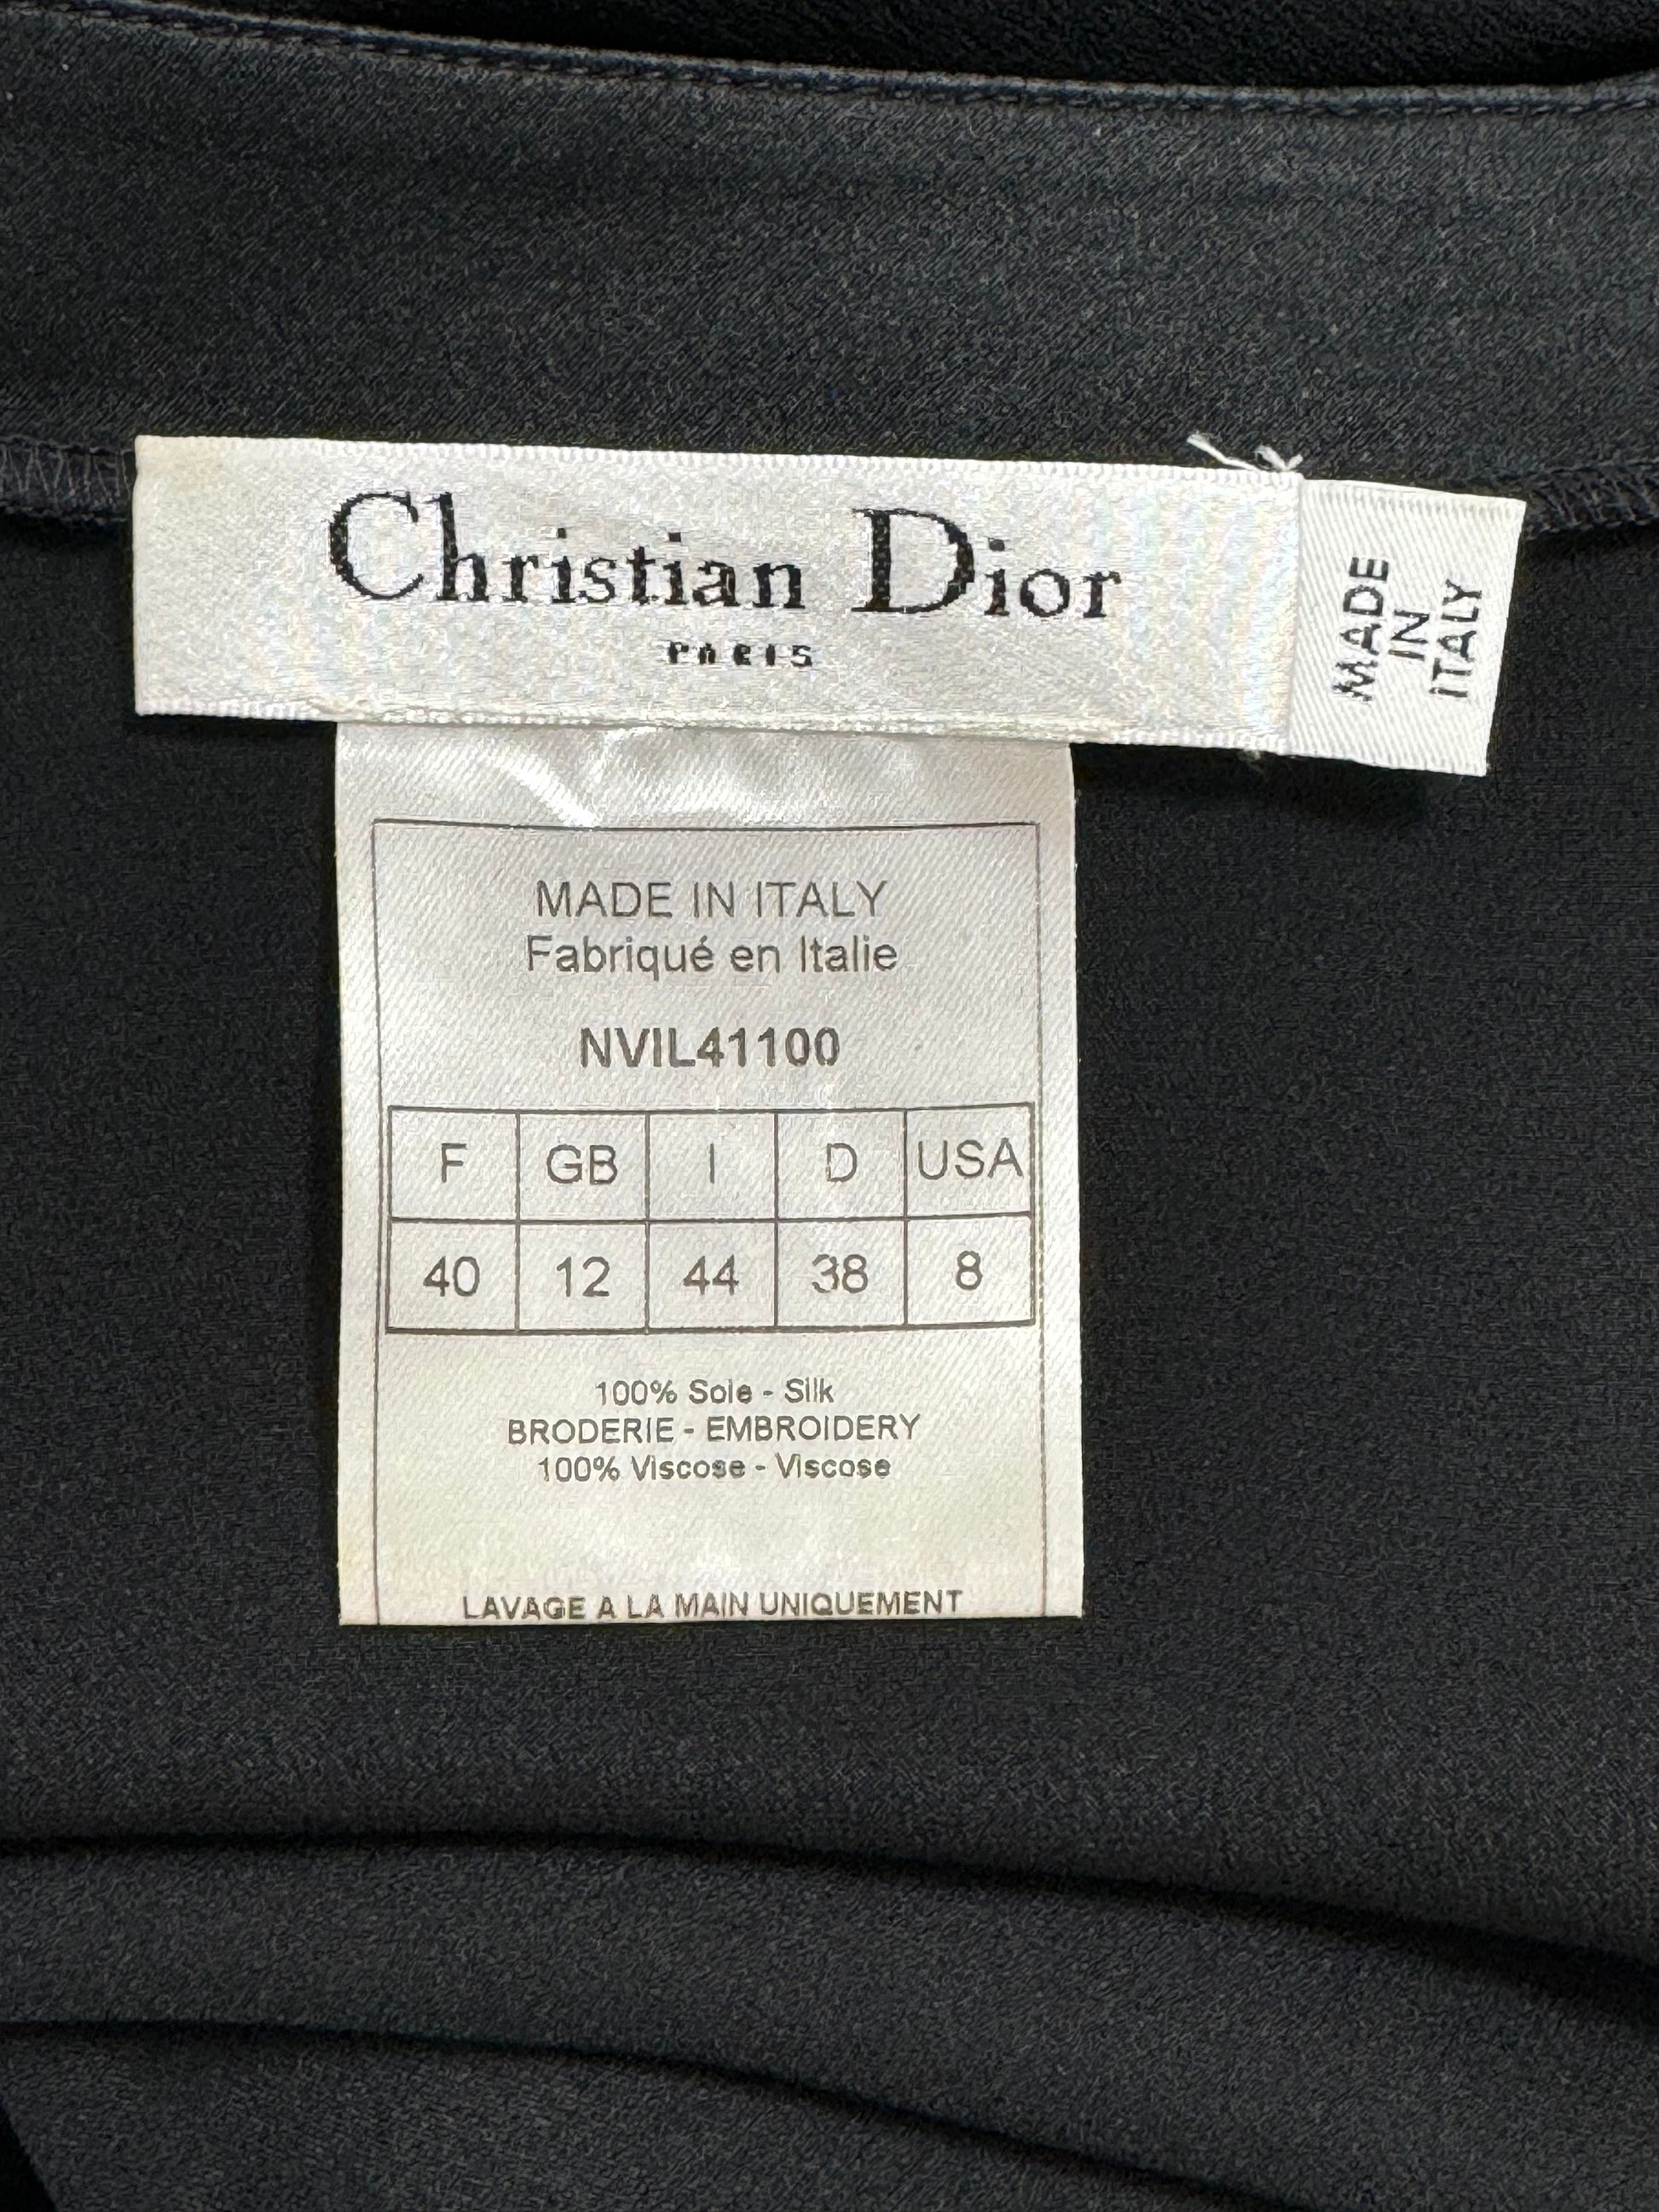 Christian Dior
PARIS
MADE
IN
ITALY
MADE IN ITALY
Fabriqué en Italie
NVIL41100
F GB I D USA
40 12 44 38 8
100% Soie - Silk
BRODERIE - EMBROIDERY
100% Viscose - Viscose
LAVAGE A LA MAIN UNIQUEMENT